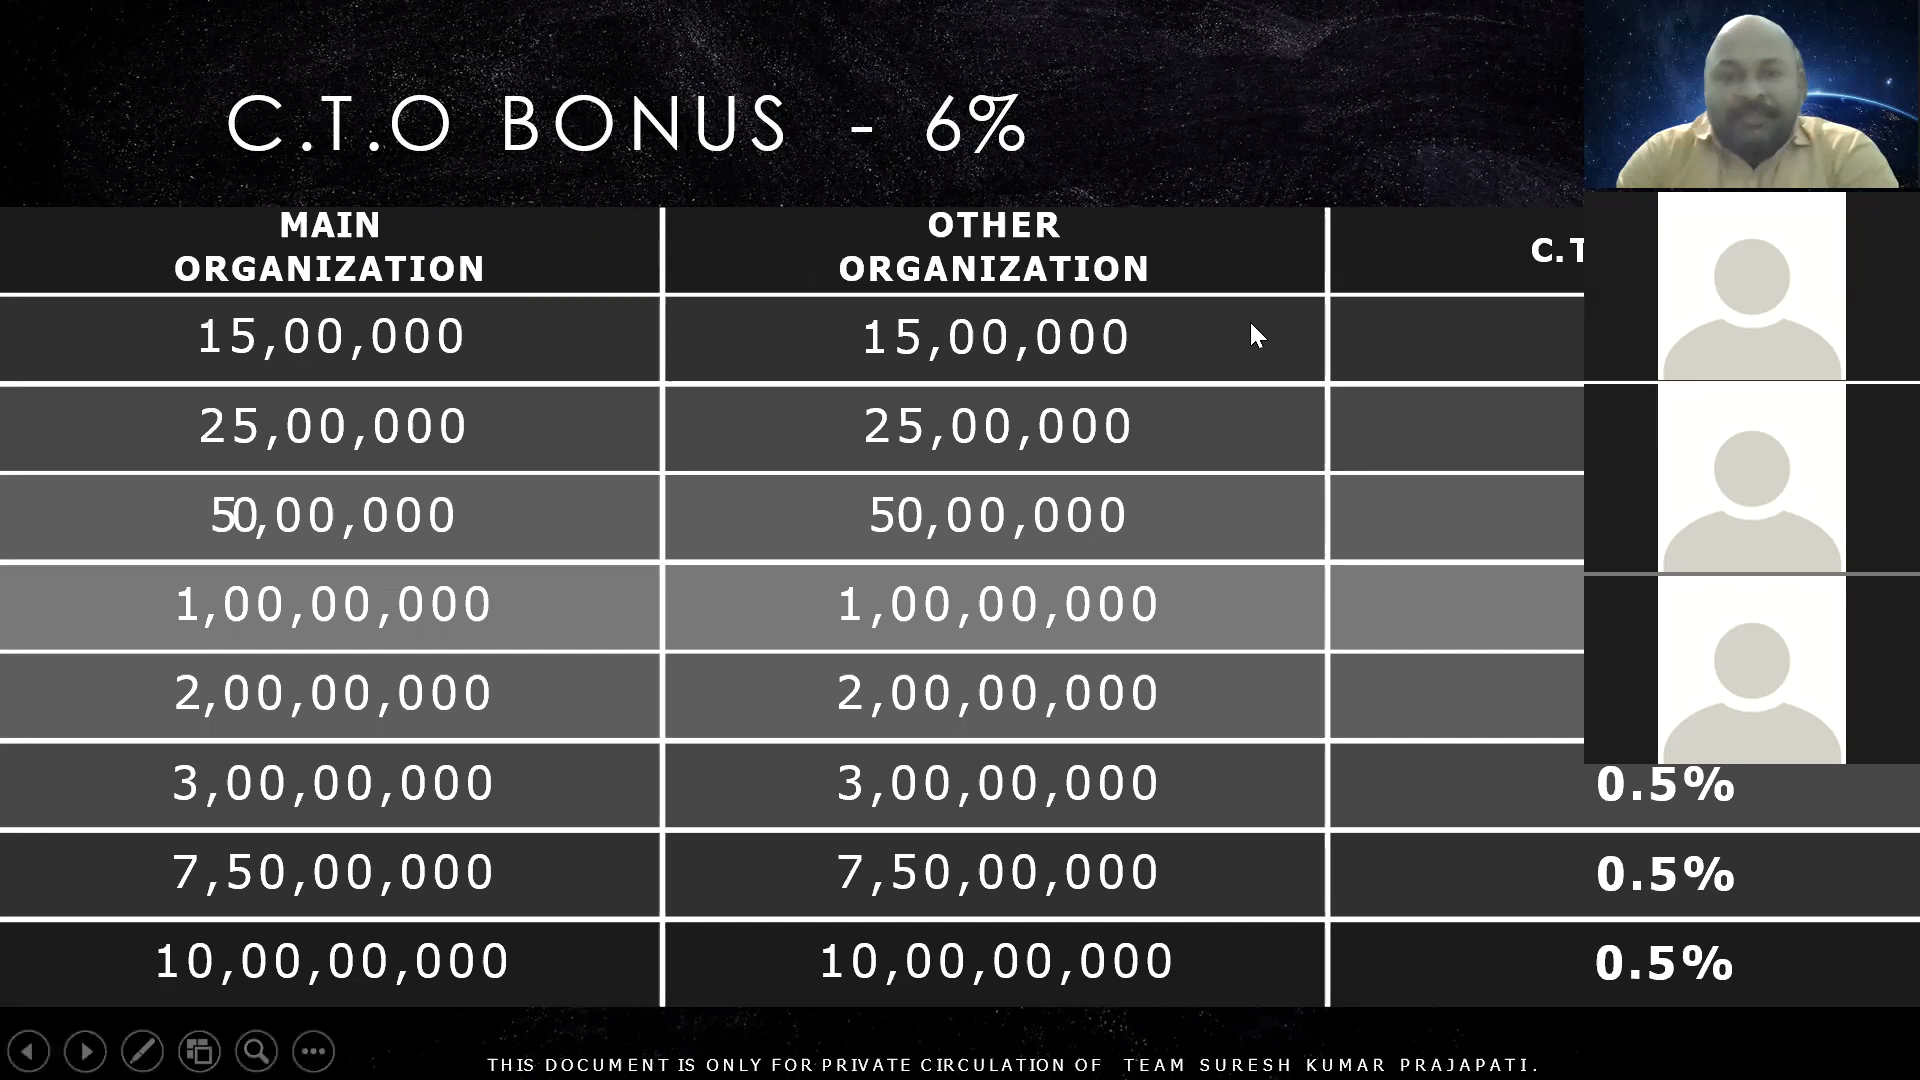 C.T.O BONUS - 6%
MAIN ORGANIZATION
OTHER ORGANIZATION
15,00,000 15,00,000
25,00,000 25,00,000
50,00,000 50,00,000
1,00,00,000 1,00,00,000
2,00,00,000 2,00,00,000
3,00,00,000 3,00,00,000 0.5%
7,50,00,000 7,50,00,000 0.5%
10,00,00,000 10,00,00,000 0.5%
THIS DOCUMENT IS ONLY FOR PRIVATE CIRCULATION OF TEAM SURESH KUMAR PRAJAPATI.